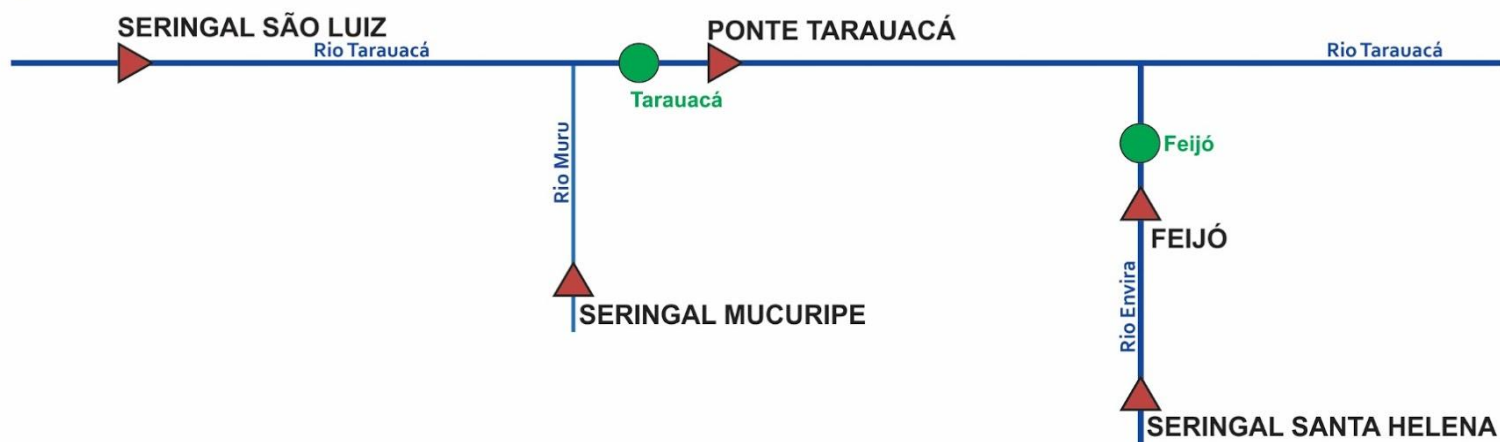 SERINGAL SÃO LUIZ
Rio Tarauacá
PONTE TARAUACÁ
Rio Tarauacá
Tarauacá
Rio Muru
Feijó
FEIJÓ
SERINGAL MUCURIPE
Rio Envira
SERINGAL SANTA HELENA